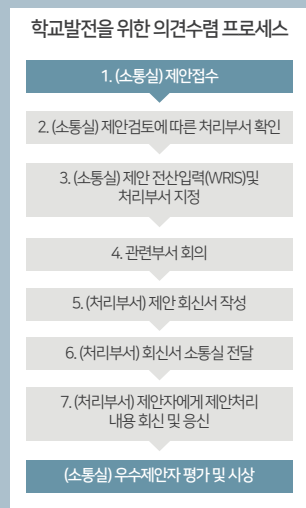 학교발전을 위한 의견수렴 프로세스
1. (소통실) 제안접수
2. (소통실) 제안검토에 따른 처리부서 확인
3. (소통실) 제안 전산입력(WRIS)및
처리부서 지정
4. 관련부서 회의
5. (처리부서) 제안 회신서 작성
6. (처리부서) 회신서 소통실 전달
7. (처리부서) 제안자에게 제안처리
내용 회신 및 응신
(소통실) 우수제안자 평가 및 시상